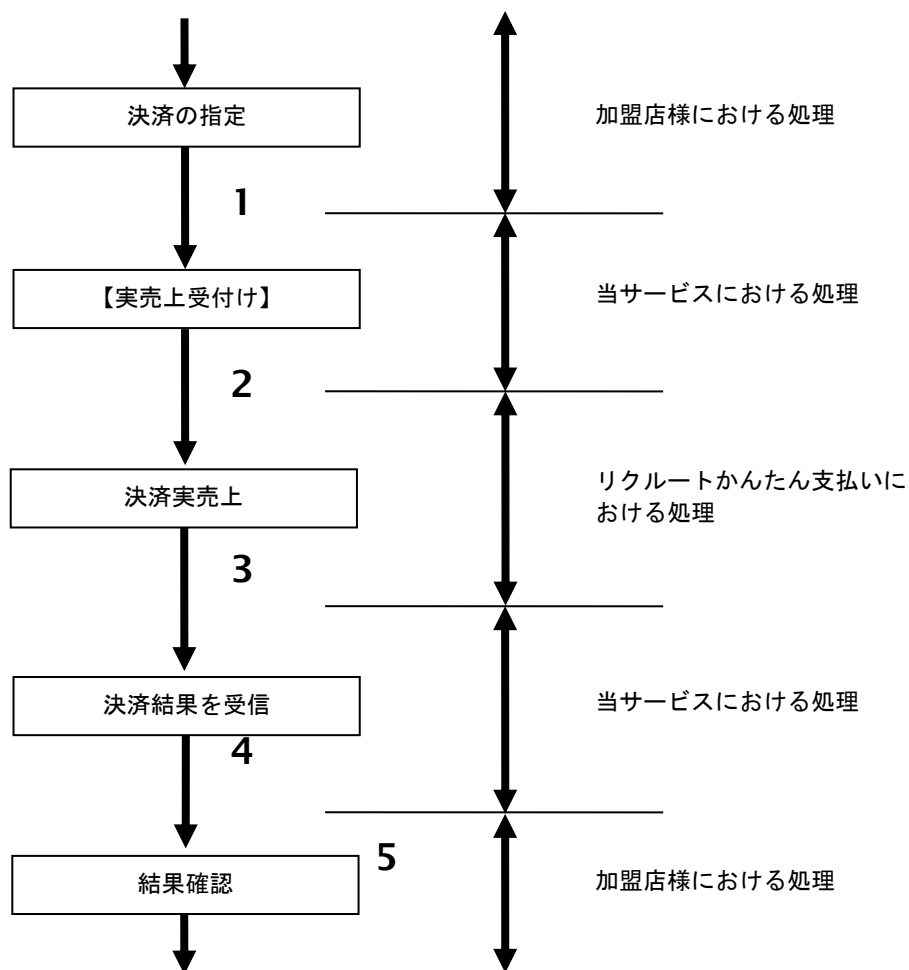 決済の指定
加盟店様における処理
1
【実売上受付け】
当サービスにおける処理
2
決済実売上
リクルートかんたん支払いに
おける処理
3
決済結果を受信
当サービスにおける処理
4
5
結果確認
加盟店様における処理